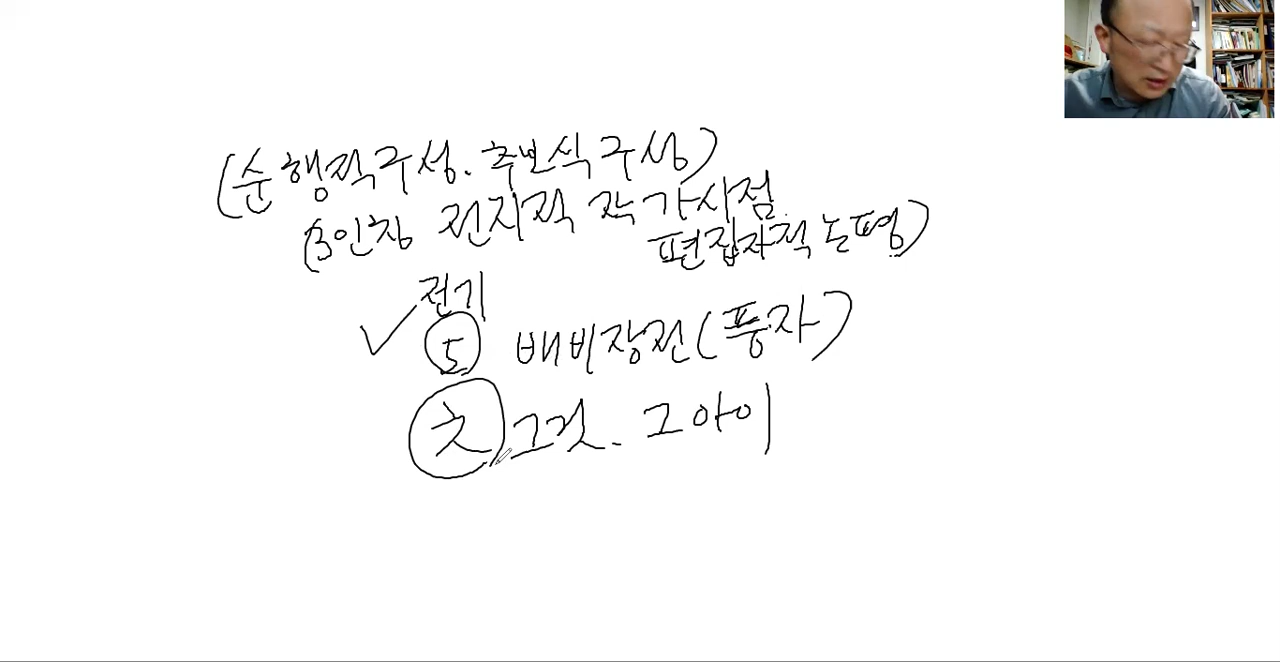 (순행적구성. 추보식구성)
(3인칭 전지적 작가시점
편집자적 논평)
전기
✓ ⑤ 배비장전(풍자)
츳 그것. 그 아이